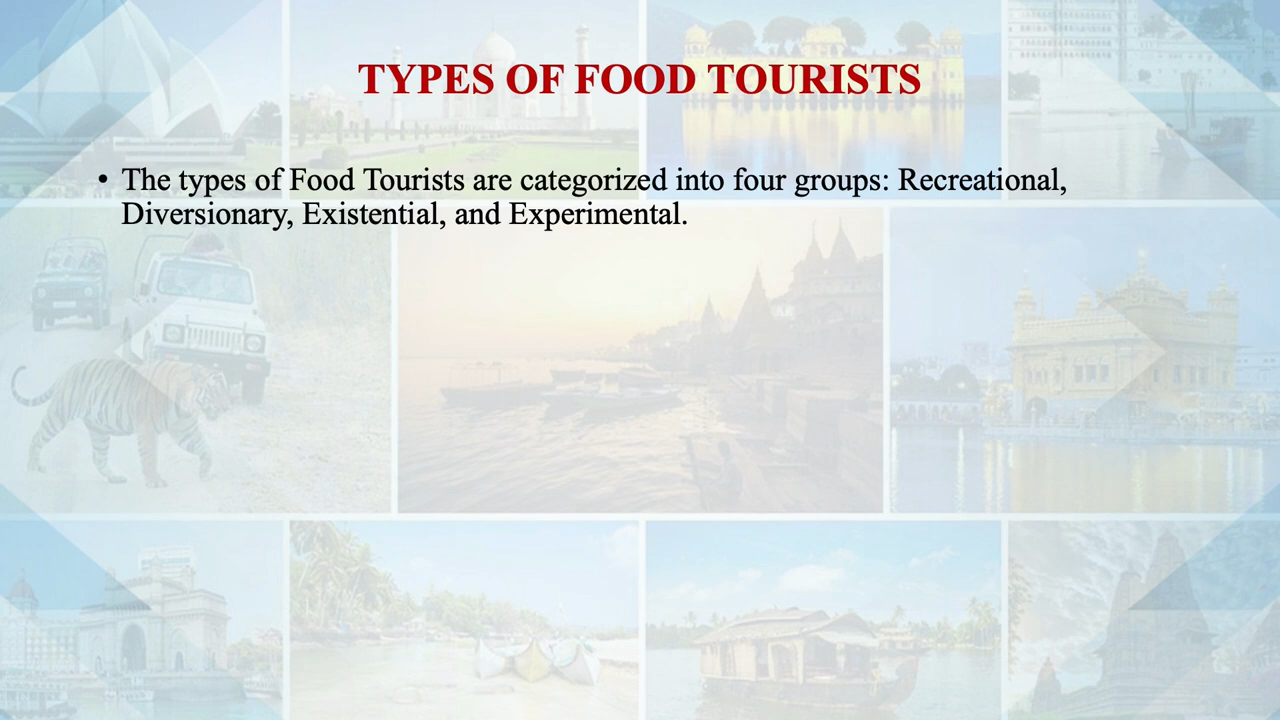 TYPES OF FOOD TOURISTS
• The types of Food Tourists are categorized into four groups: Recreational,
Diversionary, Existential, and Experimental.